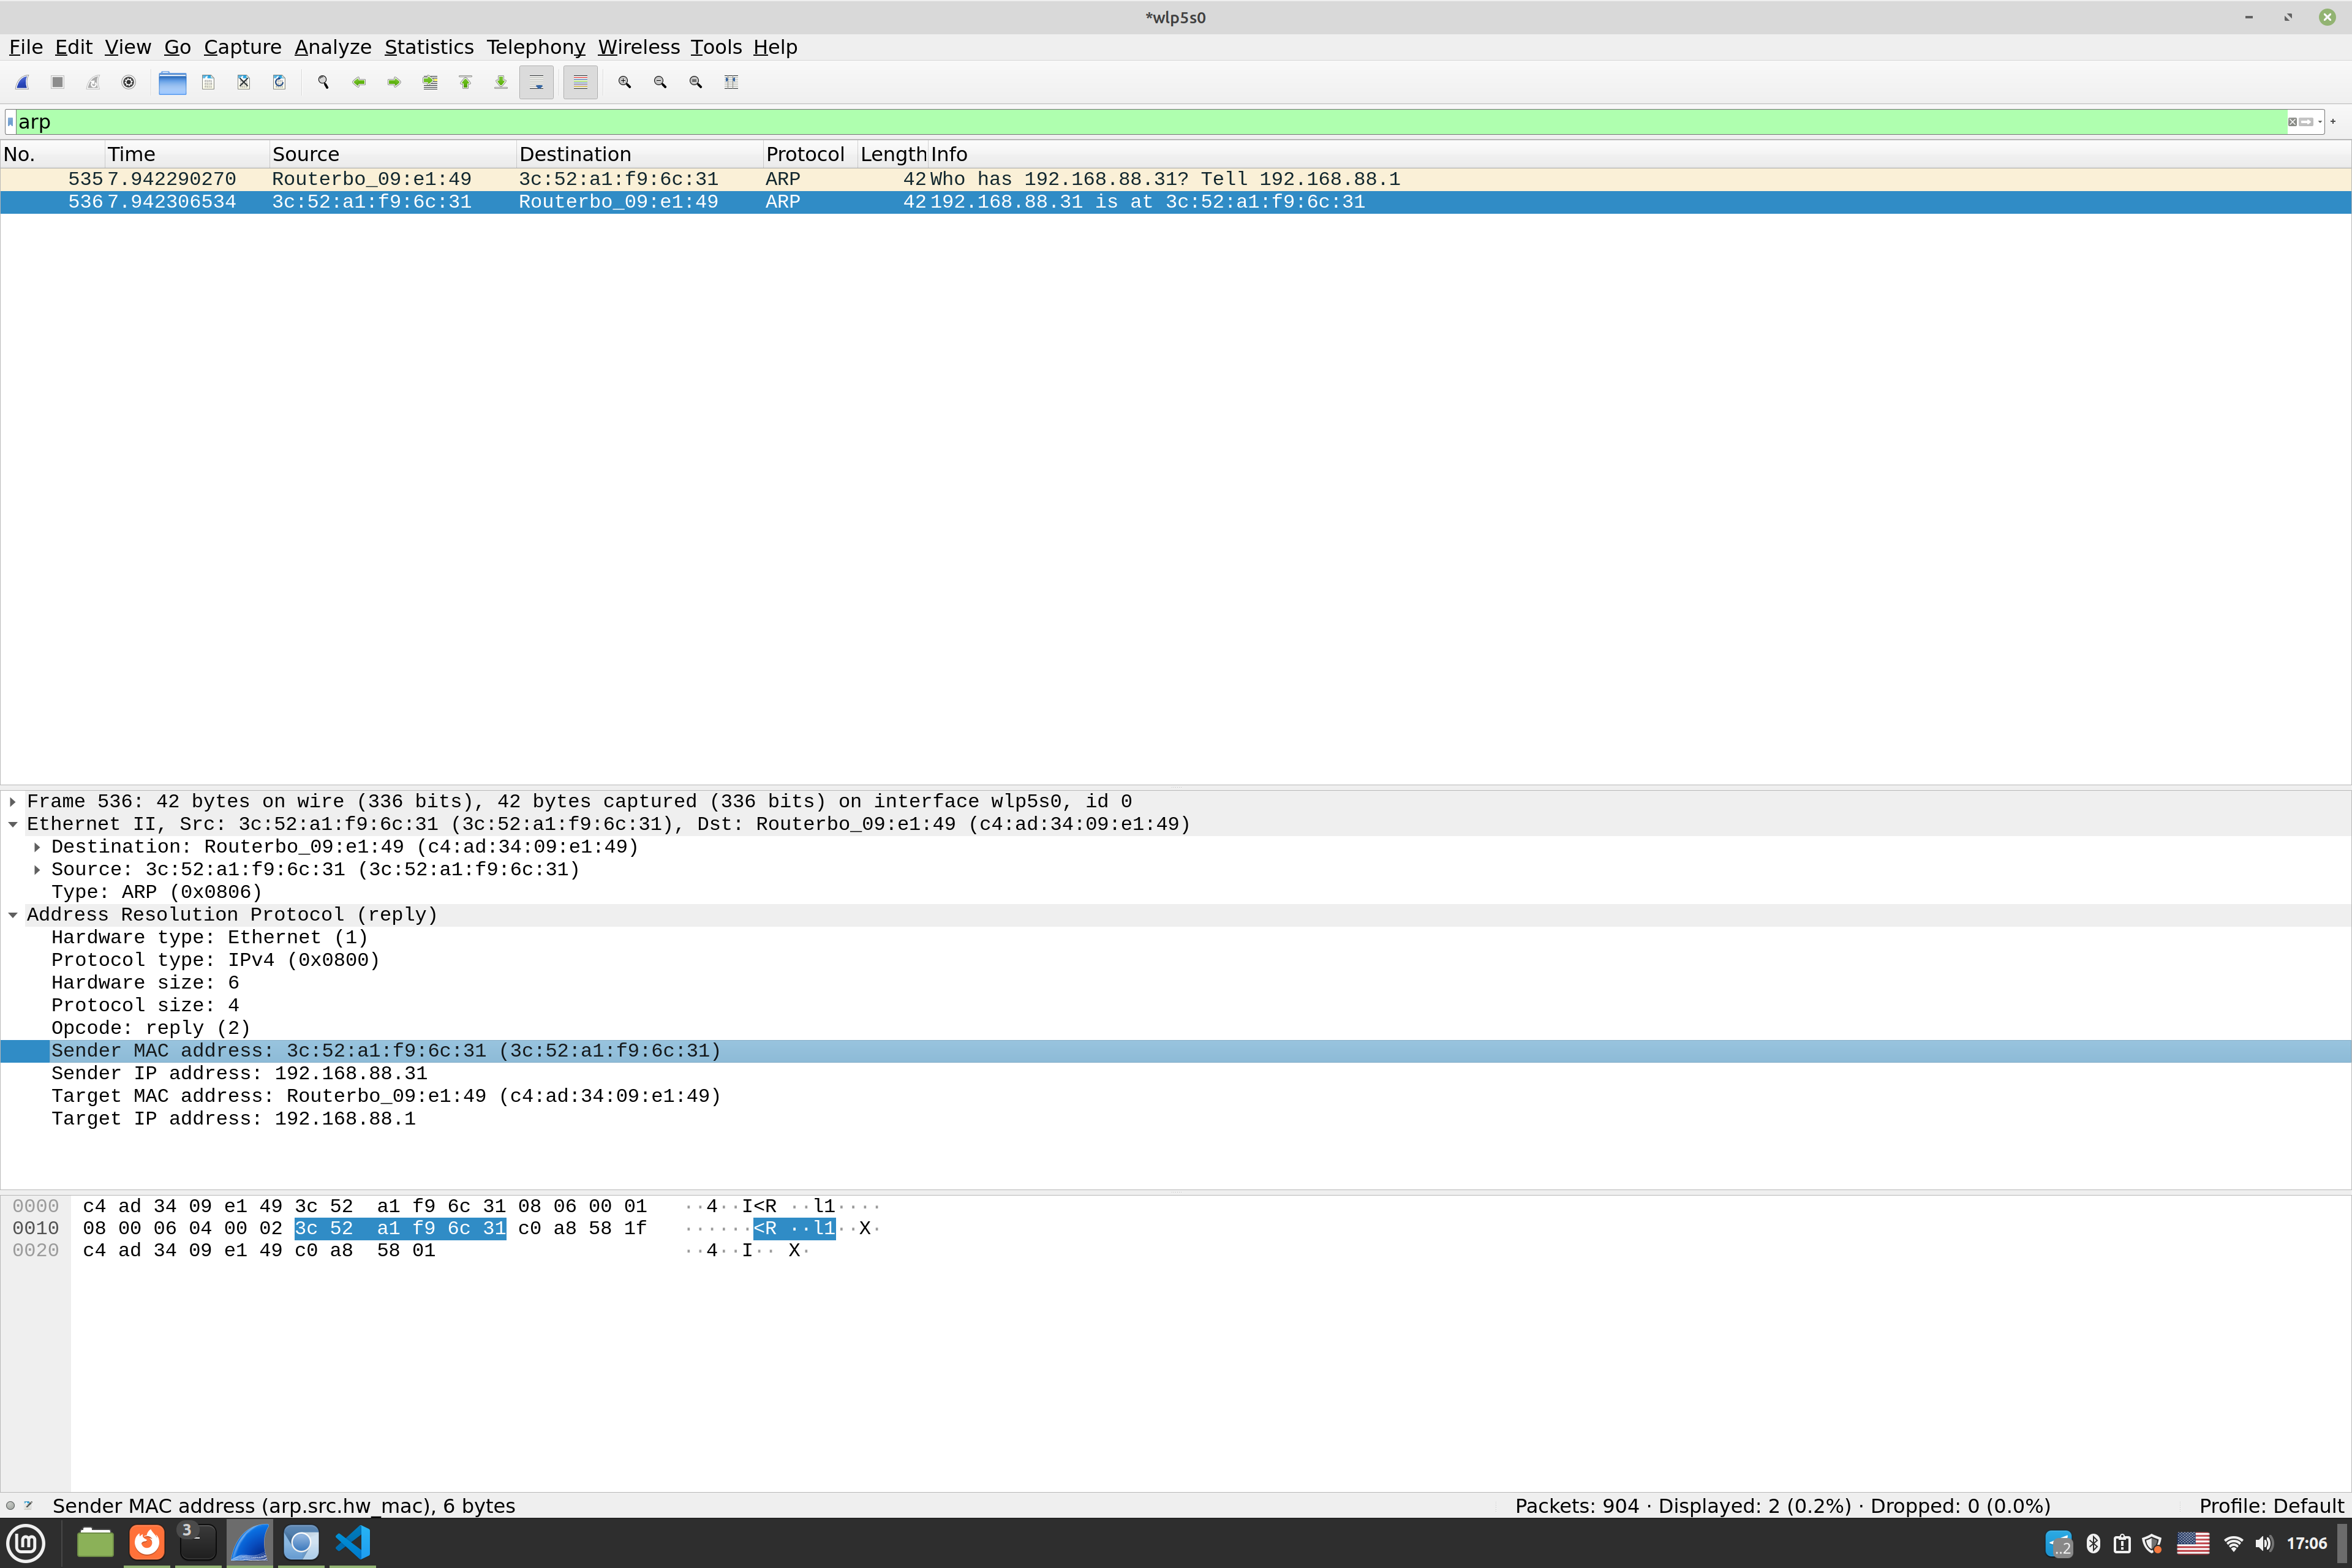 *wlp5s0
File Edit View Go Capture Analyze Statistics Telephony Wireless Tools Help
arp
No. Time Source Destination Protocol Length Info
535 7.942290270 Routerbo_09:e1:49 3c:52:a1:f9:6c:31 ARP 42 Who has 192.168.88.31? Tell 192.168.88.1
536 7.942306534 3c:52:a1:f9:6c:31 Routerbo_09:e1:49 ARP 42 192.168.88.31 is at 3c:52:a1:f9:6c:31
Frame 536: 42 bytes on wire (336 bits), 42 bytes captured (336 bits) on interface wlp5s0, id 0
Ethernet II, Src: 3c:52:a1:f9:6c:31 (3c:52:a1:f9:6c:31), Dst: Routerbo_09:e1:49 (c4:ad:34:09:e1:49)
Destination: Routerbo_09:e1:49 (c4:ad:34:09:e1:49)
Source: 3c:52:a1:f9:6c:31 (3c:52:a1:f9:6c:31)
Type: ARP (0x0806)
Address Resolution Protocol (reply)
Hardware type: Ethernet (1)
Protocol type: IPv4 (0x0800)
Hardware size: 6
Protocol size: 4
Opcode: reply (2)
Sender MAC address: 3c:52:a1:f9:6c:31 (3c:52:a1:f9:6c:31)
Sender IP address: 192.168.88.31
Target MAC address: Routerbo_09:e1:49 (c4:ad:34:09:e1:49)
Target IP address: 192.168.88.1
0000 c4 ad 34 09 e1 49 3c 52 a1 f9 6c 31 08 06 00 01 ··4··I<R ··l1····
0010 08 00 06 04 00 02 3c 52 a1 f9 6c 31 c0 a8 58 1f ······<R ··l1··X·
0020 c4 ad 34 09 e1 49 c0 a8 58 01 ··4··I·· X·
Sender MAC address (arp.src.hw_mac), 6 bytes Packets: 904 · Displayed: 2 (0.2%) · Dropped: 0 (0.0%) Profile: Default
3 ..2 17:06